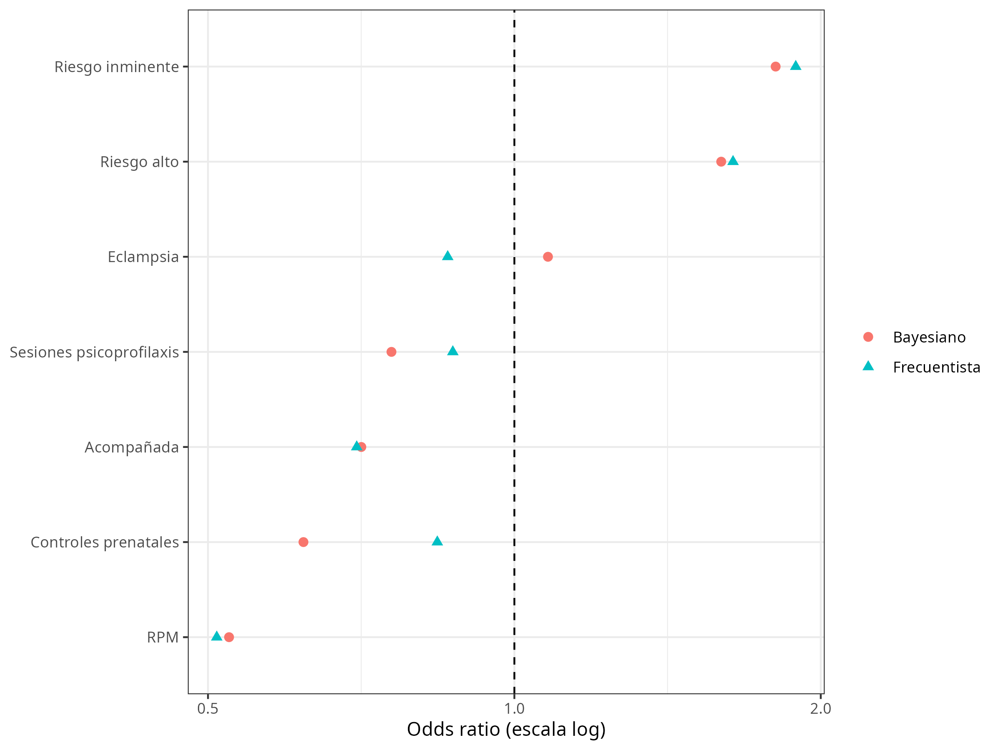 Riesgo inminente
Riesgo alto
Eclampsia
Sesiones psicoprofilaxis
Acompañada
Controles prenatales
RPM
0.5
1.0
2.0
Odds ratio (escala log)
Bayesiano
Frecuentista